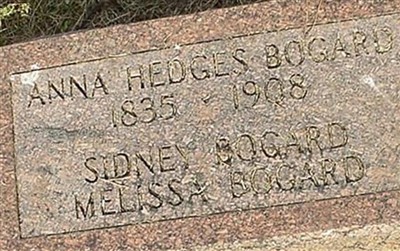 ANNA HEDGES BOGARD
1835 - 1908
SIDNEY BOGARD
MELISSA BOGARD